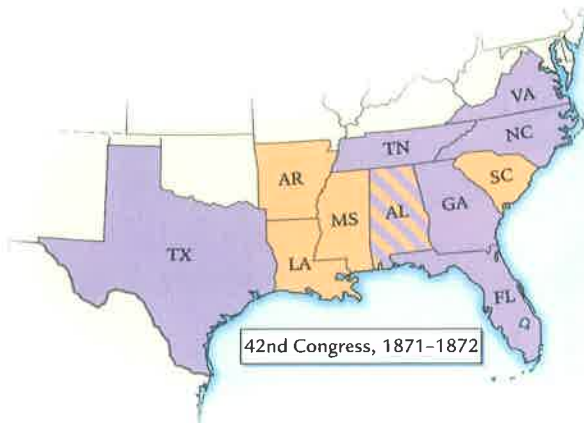 VA
NC
TN
SC
AR
MS
AL
GA
TX
LA
FL
42nd Congress, 1871–1872